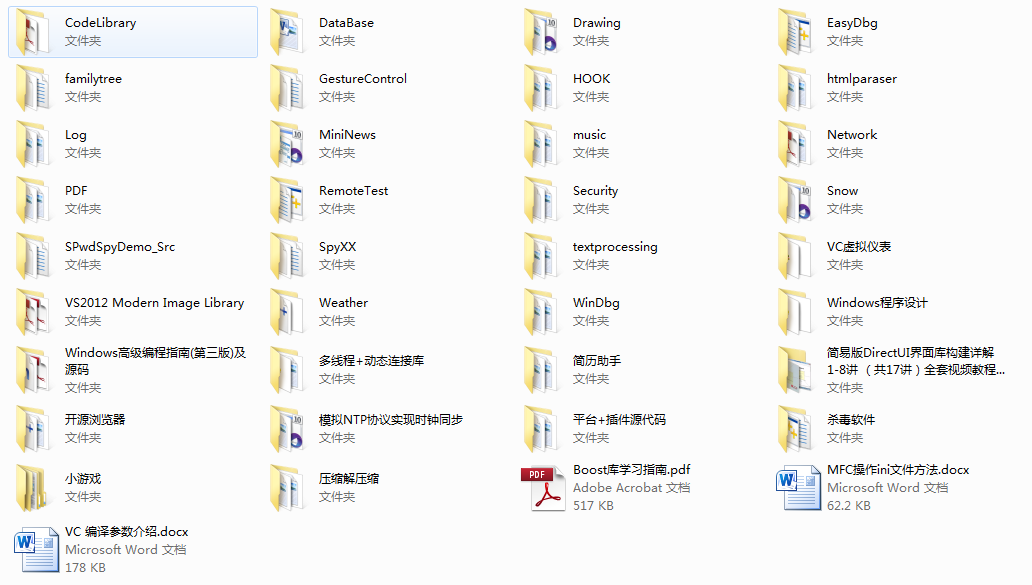 CodeLibrary
文件夹
DataBase
文件夹
Drawing
文件夹
EasyDbg
文件夹
familytree
文件夹
GestureControl
文件夹
HOOK
文件夹
htmlparaser
文件夹
Log
文件夹
MiniNews
文件夹
music
文件夹
Network
文件夹
PDF
文件夹
RemoteTest
文件夹
Security
文件夹
Snow
文件夹
SPwdSpyDemo_Src
文件夹
SpyXX
文件夹
textprocessing
文件夹
VC虚拟仪表
文件夹
VS2012 Modern Image Library
文件夹
Weather
文件夹
WinDbg
文件夹
Windows程序设计
文件夹
Windows高级编程指南(第三版)及
源码
文件夹
多线程+动态连接库
文件夹
简历助手
文件夹
简易版DirectUI界面库构建详解
1-8讲 （共17讲）全套视频教程...
文件夹
开源浏览器
文件夹
模拟NTP协议实现时钟同步
文件夹
平台+插件源代码
文件夹
杀毒软件
文件夹
小游戏
文件夹
压缩解压缩
文件夹
PDF
Boost库学习指南.pdf
Adobe Acrobat 文档
517 KB
MFC操作ini文件方法.docx
Microsoft Word 文档
62.2 KB
VC 编译参数介绍.docx
Microsoft Word 文档
178 KB